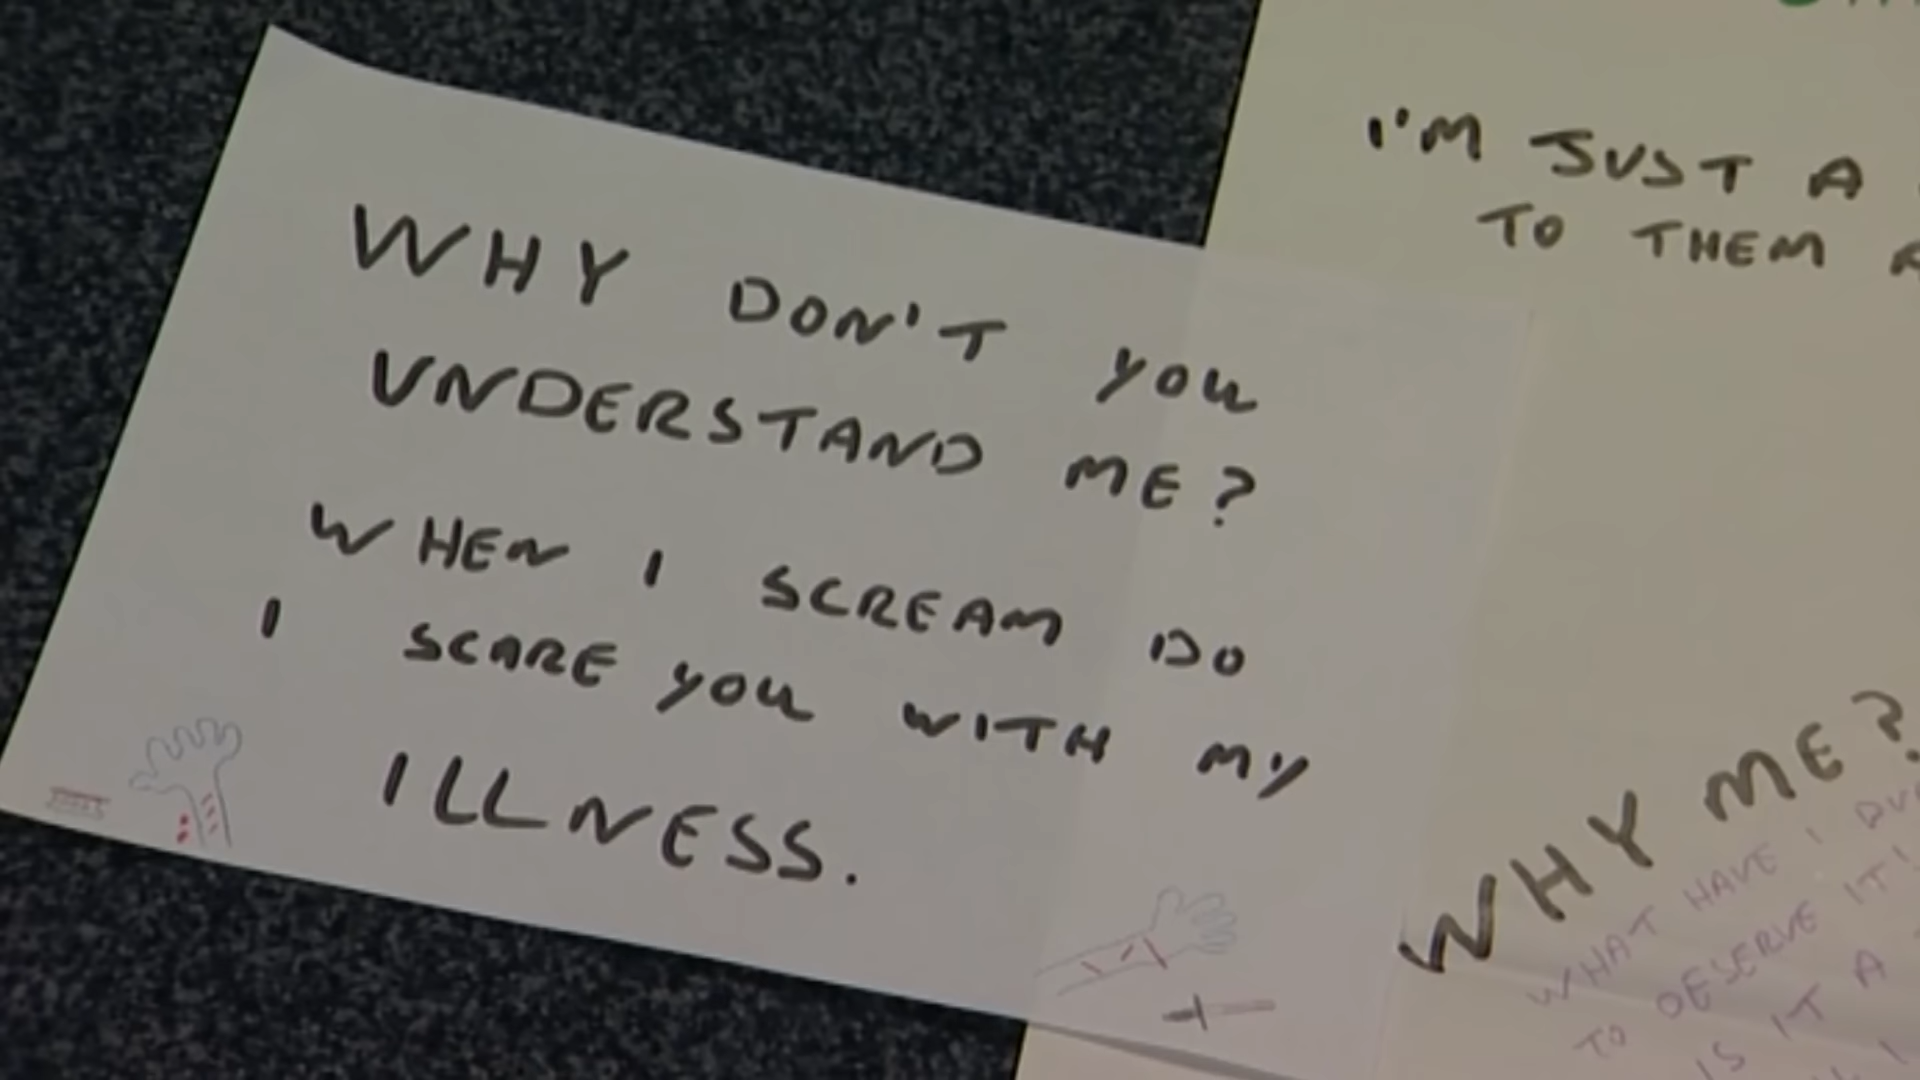 WHY DON'T YOU
UNDERSTAND ME?
WHEN I SCREAM DO
I SCARE YOU WITH MY
ILLNESS.
I'M JUST A
TO THEM
WHY ME?
WHAT HAVE I
TO DESERVE IT!
IS IT A